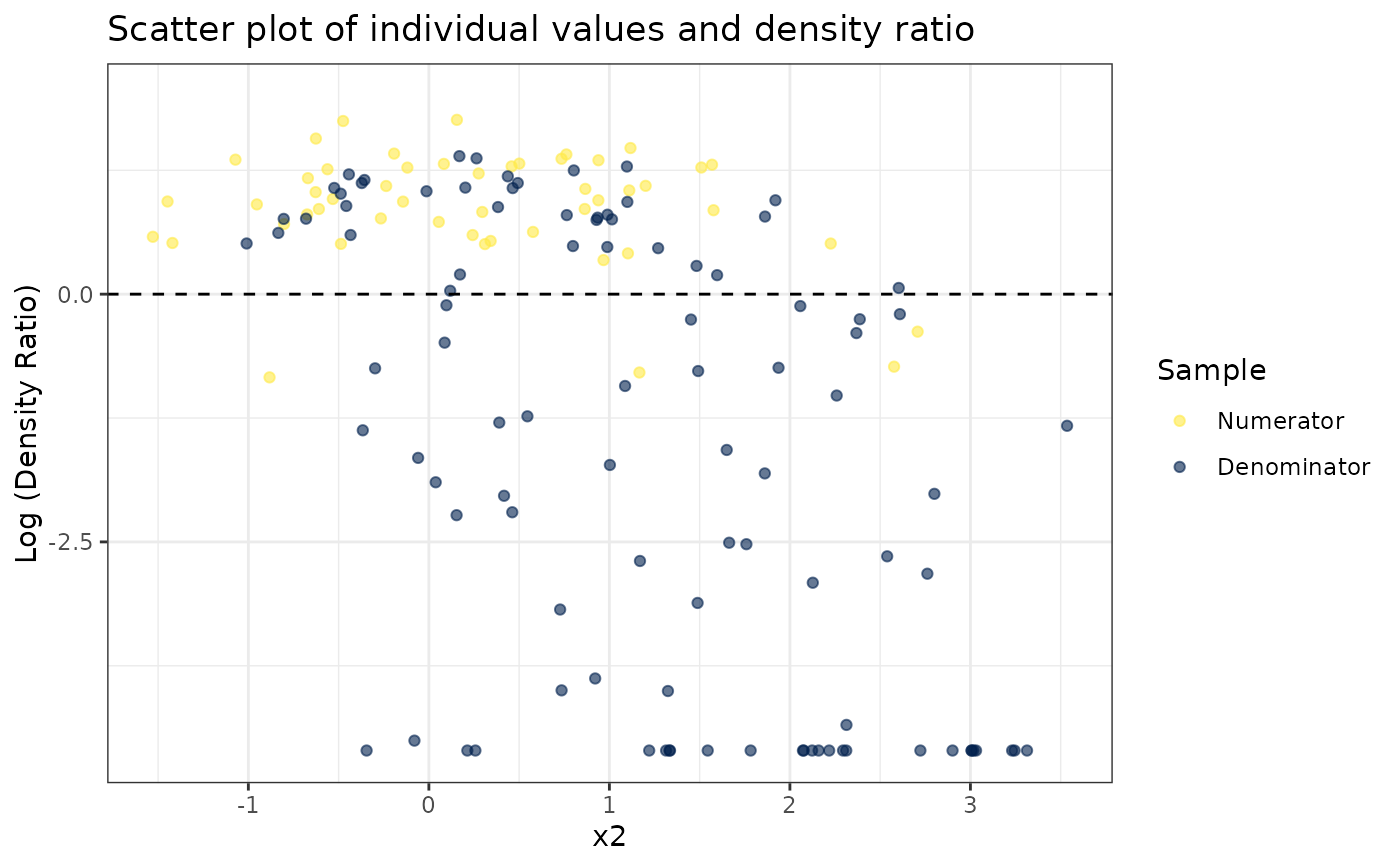 Scatter plot of individual values and density ratio
Log (Density Ratio)
0.0
-2.5
-1
0
1
2
3
x2
Sample
Numerator
Denominator